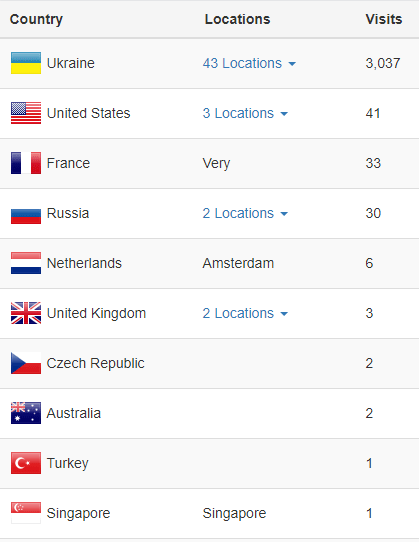 Country Locations Visits
Ukraine 43 Locations 3,037
United States 3 Locations 41
France Very 33
Russia 2 Locations 30
Netherlands Amsterdam 6
United Kingdom 2 Locations 3
Czech Republic 2
Australia 2
Turkey 1
Singapore Singapore 1